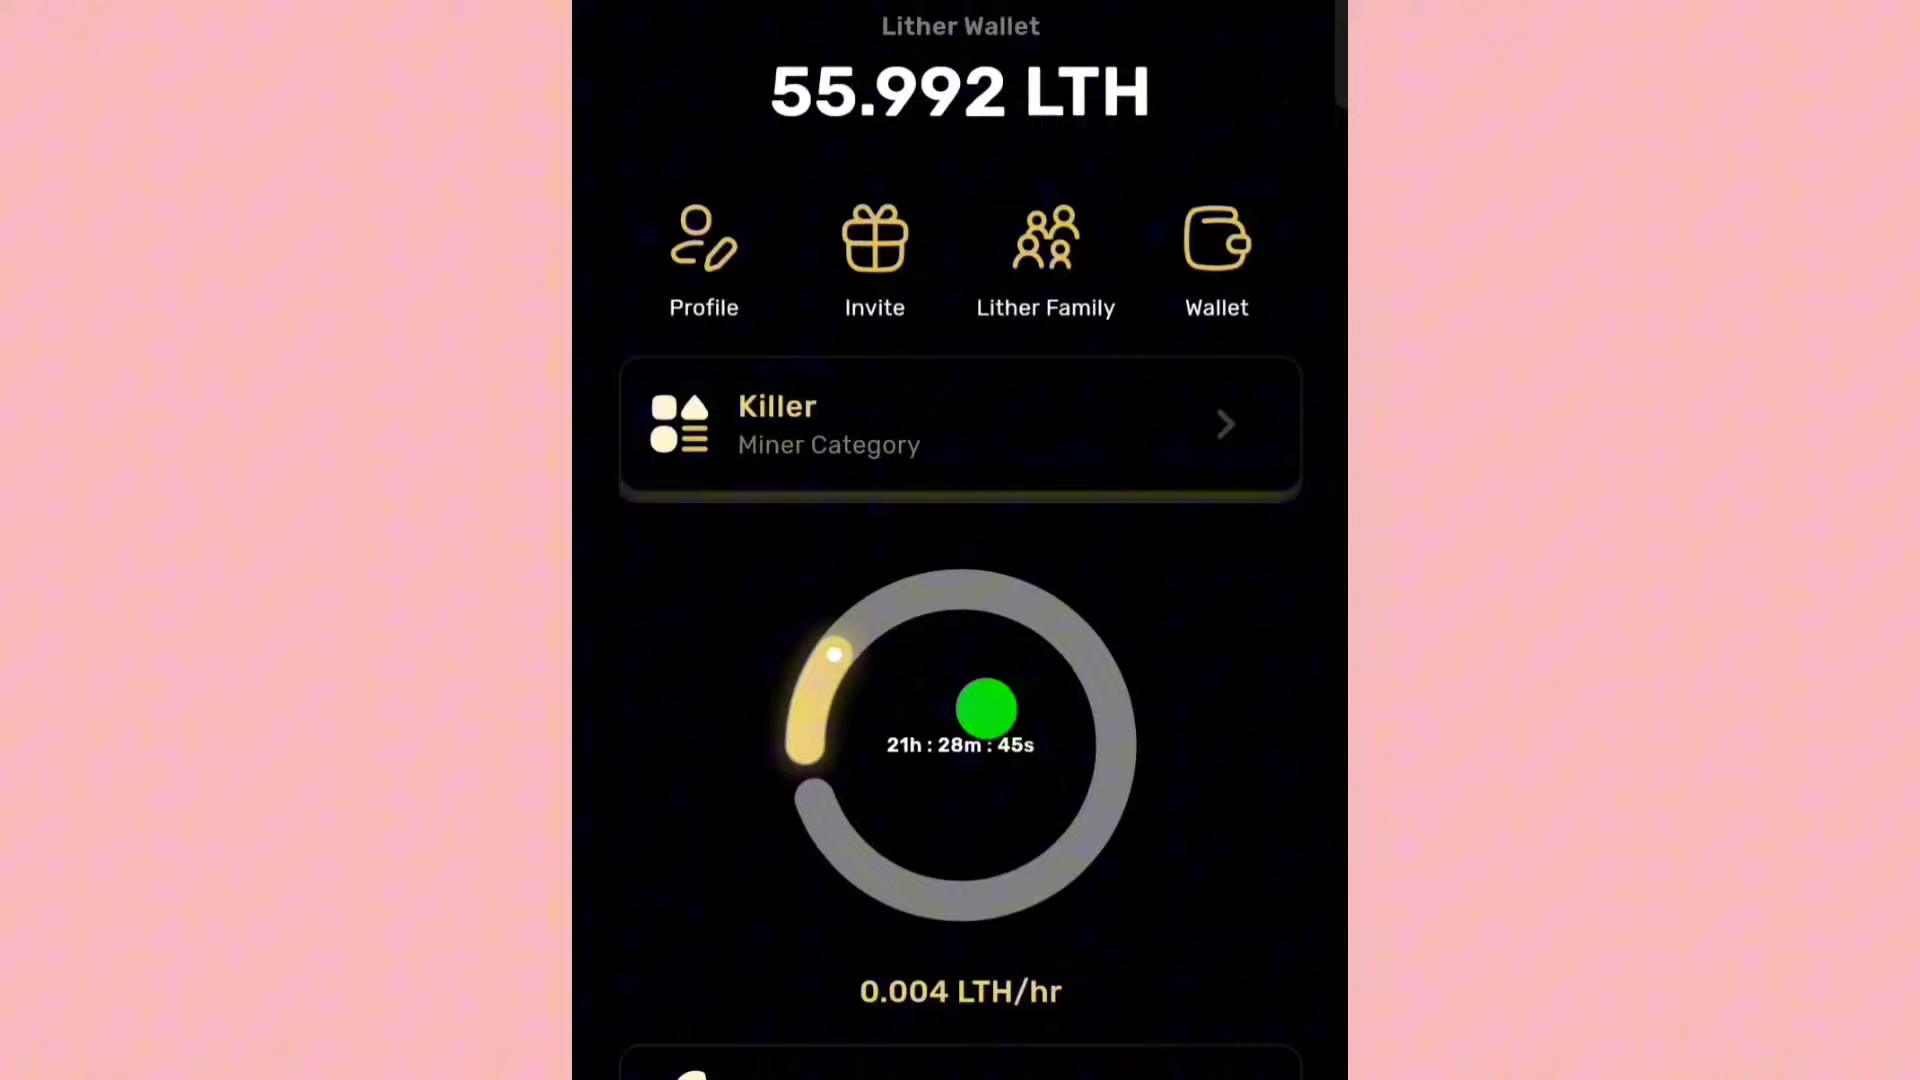 Lither Wallet
55.992 LTH
Profile
Invite
Lither Family
Wallet
Killer
Miner Category
21h : 28m : 45s
0.004 LTH/hr